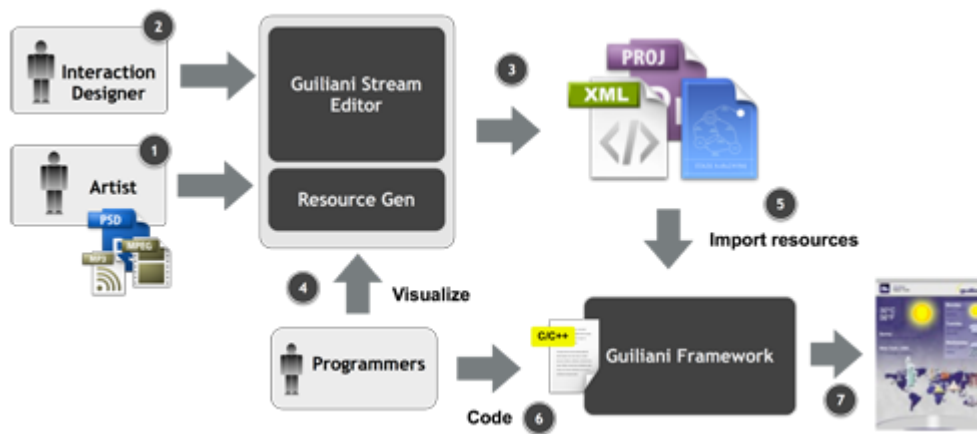 2
Interaction
Designer
1
Artist
PSD
MP3
MPEG
Guiliani Stream
Editor
Resource Gen
3
PROJ
XML
</>
5
Import resources
4
Visualize
Programmers
C/C++
Guiliani Framework
Code 6
7